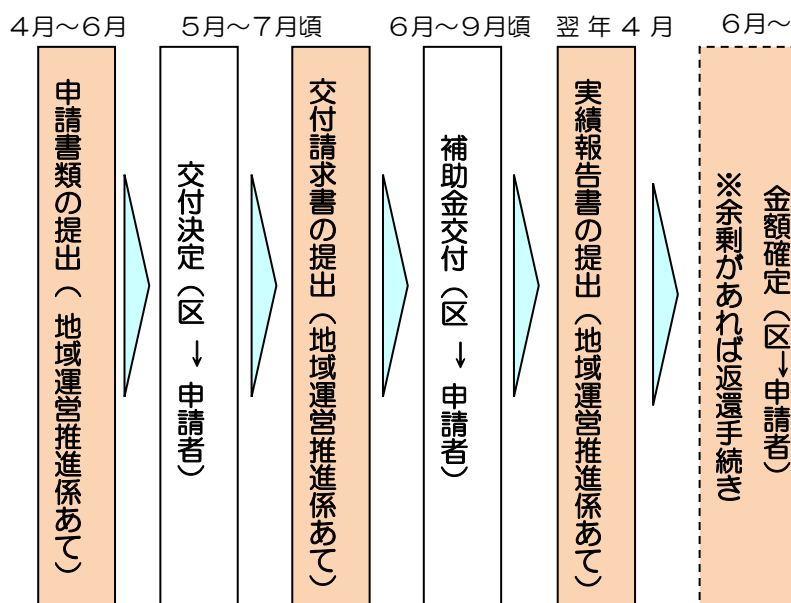 ４月～６月
５月～７月頃
６月～９月頃
翌年４月
６月～
申請書類の提出（地域運営推進係あて）
交付決定（区→申請者）
交付請求書の提出（地域運営推進係あて）
補助金交付（区→申請者）
実績報告書の提出（地域運営推進係あて）
金額確定（区→申請者）
※余剰があれば返還手続き